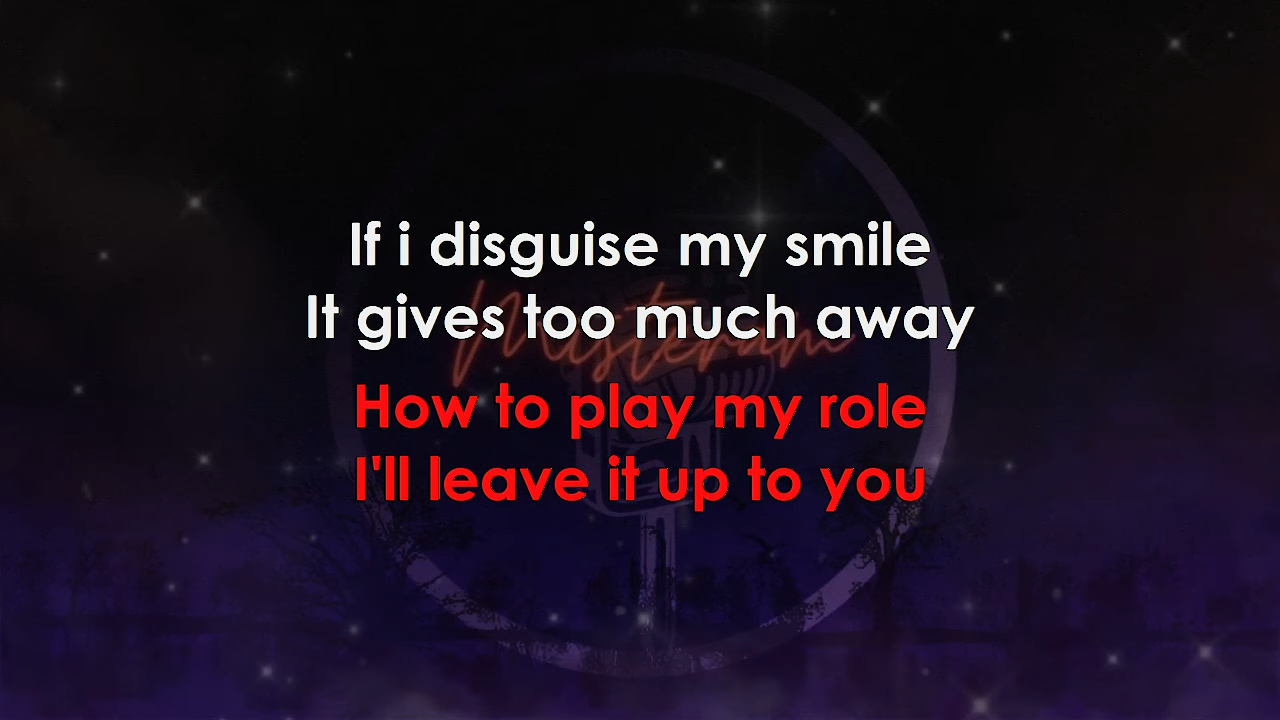 If i disguise my smile
It gives too much away
Misteram
How to play my role
I'll leave it up to you